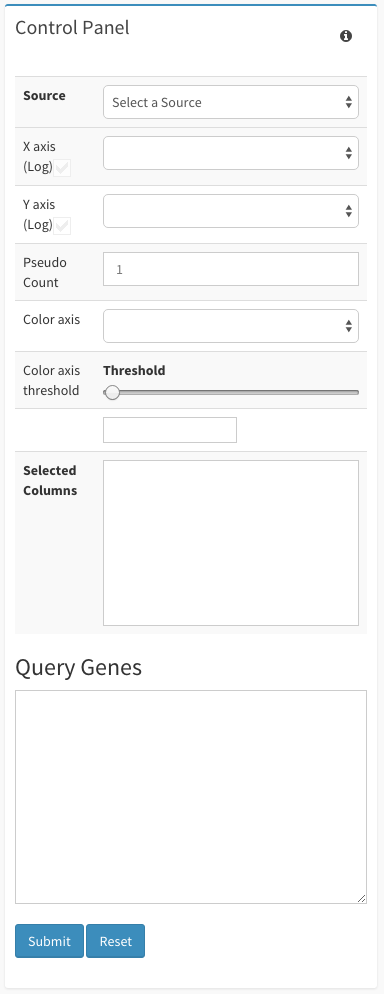 Control Panel
Source
Select a Source
X axis
(Log)
Y axis
(Log)
Pseudo
Count
1
Color axis
Color axis
threshold
Threshold
Selected
Columns
Query Genes
Submit
Reset